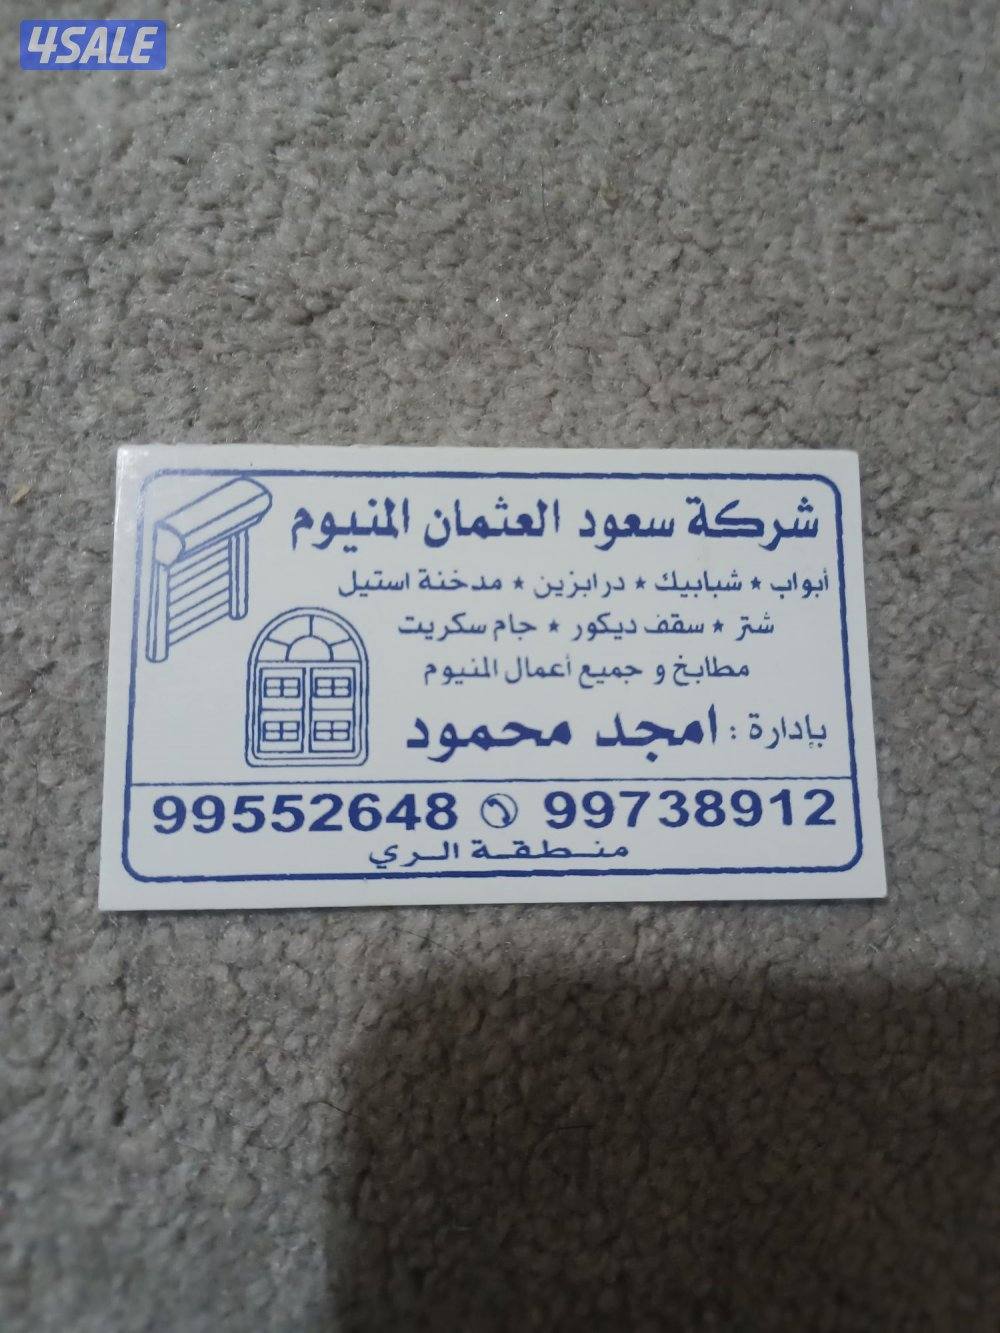 4SALE
شركة سعود العثمان المنيوم
أبواب * شبابيك * درابزين * مدخنة استيل
شتر * سقف ديكور * جام سكريت
مطابخ و جميع أعمال المنيوم
بإدارة : امجد محمود
99552648 99738912
منطقة الري